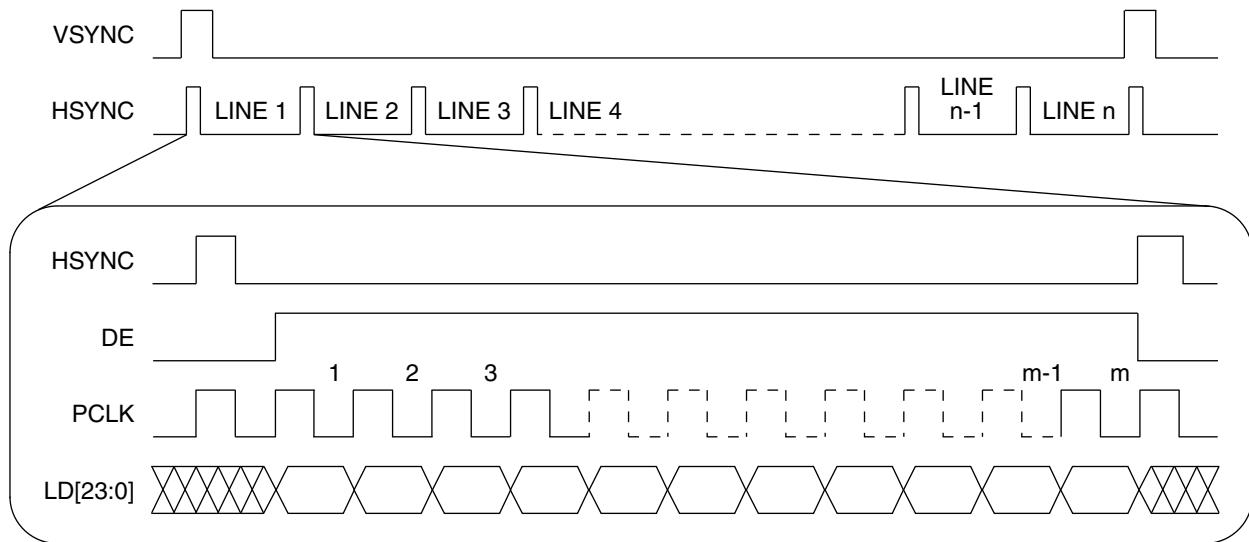 VSYNC
HSYNC
LINE 1
LINE 2
LINE 3
LINE 4
LINE
n-1
LINE n
HSYNC
DE
1
2
3
m-1
m
PCLK
LD[23:0]